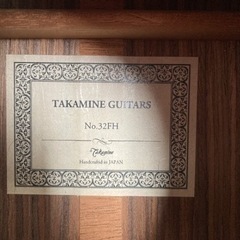 TAKAMINE GUITARS
No.32FH
Takamine
Handcrafted in JAPAN